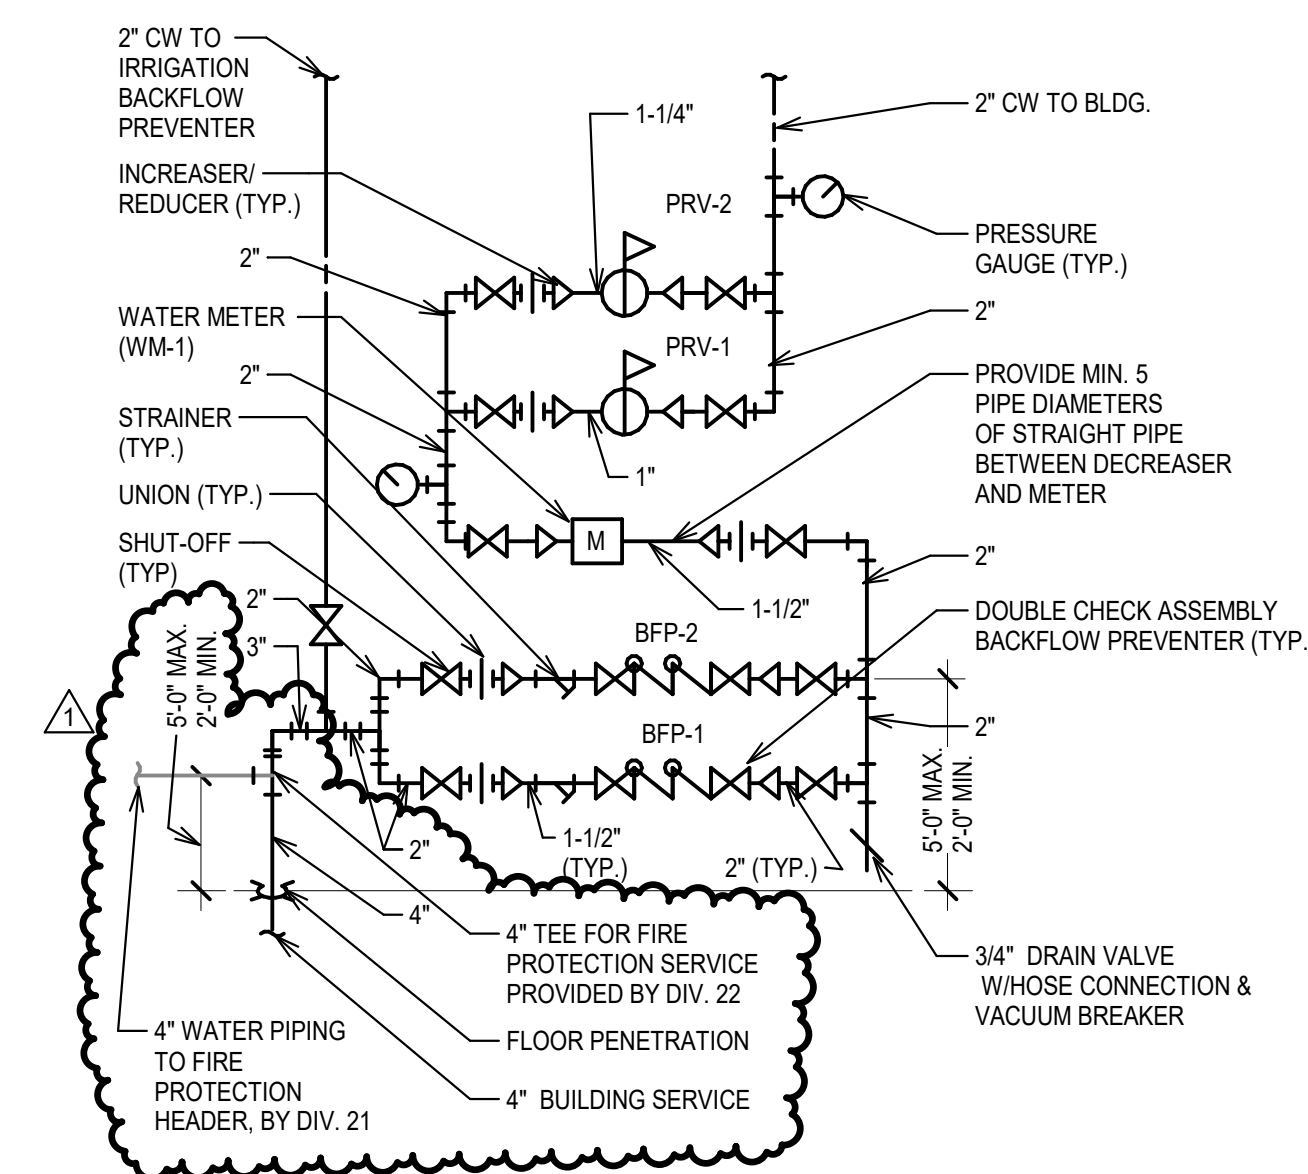 2" CW TO
IRRIGATION
BACKFLOW
PREVENTER
INCREASER/
REDUCER (TYP.)
2"
WATER METER
(WM-1)
2"
STRAINER
(TYP.)
UNION (TYP.)
SHUT-OFF
(TYP)
2"
3"
5'-0" MAX.
2'-0" MIN.
1
1-1/4"
PRV-2
PRV-1
1"
M
1-1/2"
BFP-2
BFP-1
1-1/2"
(TYP.)
2" (TYP.)
2"
4"
2" CW TO BLDG.
PRESSURE
GAUGE (TYP.)
2"
PROVIDE MIN. 5
PIPE DIAMETERS
OF STRAIGHT PIPE
BETWEEN DECREASER
AND METER
2"
DOUBLE CHECK ASSEMBLY
BACKFLOW PREVENTER (TYP.
2"
5'-0" MAX.
2'-0" MIN.
3/4" DRAIN VALVE
W/HOSE CONNECTION &
VACUUM BREAKER
4" TEE FOR FIRE
PROTECTION SERVICE
PROVIDED BY DIV. 22
FLOOR PENETRATION
4" BUILDING SERVICE
4" WATER PIPING
TO FIRE
PROTECTION
HEADER, BY DIV. 21